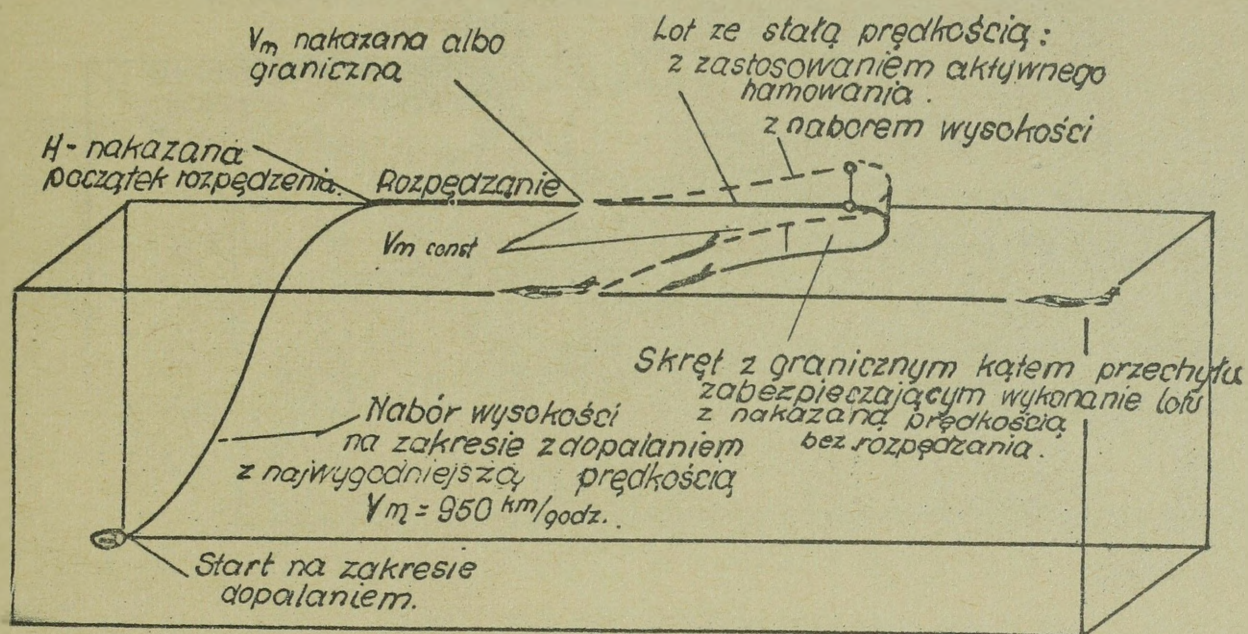 Vm nakazana albo
graniczna
Lot ze stałą prędkością :
z zastosowaniem aktywnego
hamowania .
z naborem wysokości
H - nakazana
początek rozpędzenia.
Rozpędzanie
Vm const
Skręt z granicznym kątem przechyłu
zabezpieczającym wykonanie lotu
z nakazaną prędkością
bez rozpędzania .
Nabór wysokości
na zakresie z dopalaniem
z najwygodniejszą prędkością
Vm = 950 km/godz.
Start na zakresie
dopalaniem.